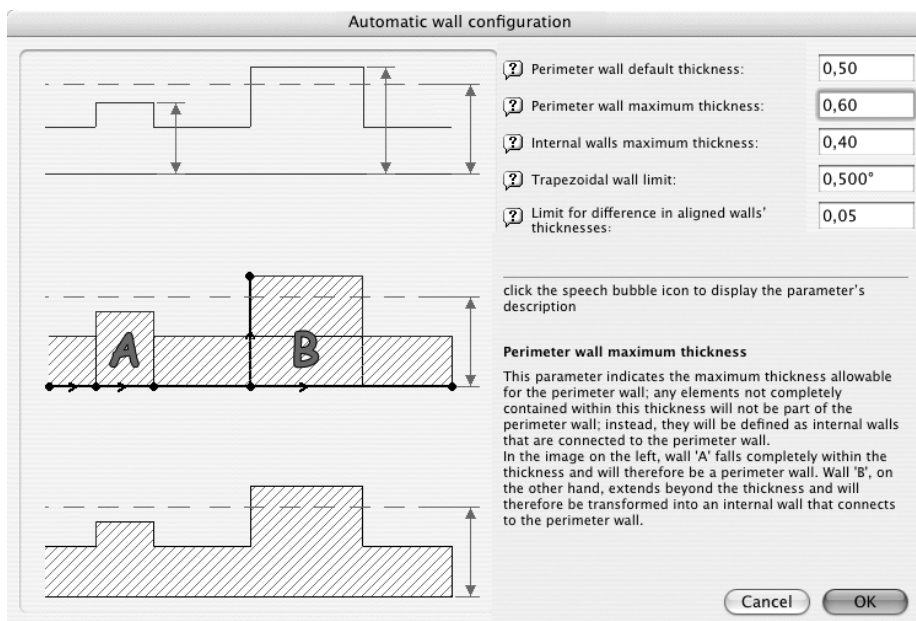 Automatic wall configuration
Perimeter wall default thickness: 0,50
Perimeter wall maximum thickness: 0,60
Internal walls maximum thickness: 0,40
Trapezoidal wall limit: 0,500°
Limit for difference in aligned walls' 0,05
thicknesses:
click the speech bubble icon to display the parameter's
description
Perimeter wall maximum thickness
This parameter indicates the maximum thickness allowable
for the perimeter wall; any elements not completely
contained within this thickness will not be part of the
perimeter wall; instead, they will be defined as internal walls
that are connected to the perimeter wall.
In the image on the left, wall 'A' falls completely within the
thickness and will therefore be a perimeter wall. Wall 'B', on
the other hand, extends beyond the thickness and will
therefore be transformed into an internal wall that connects
to the perimeter wall.
A
B
Cancel
OK